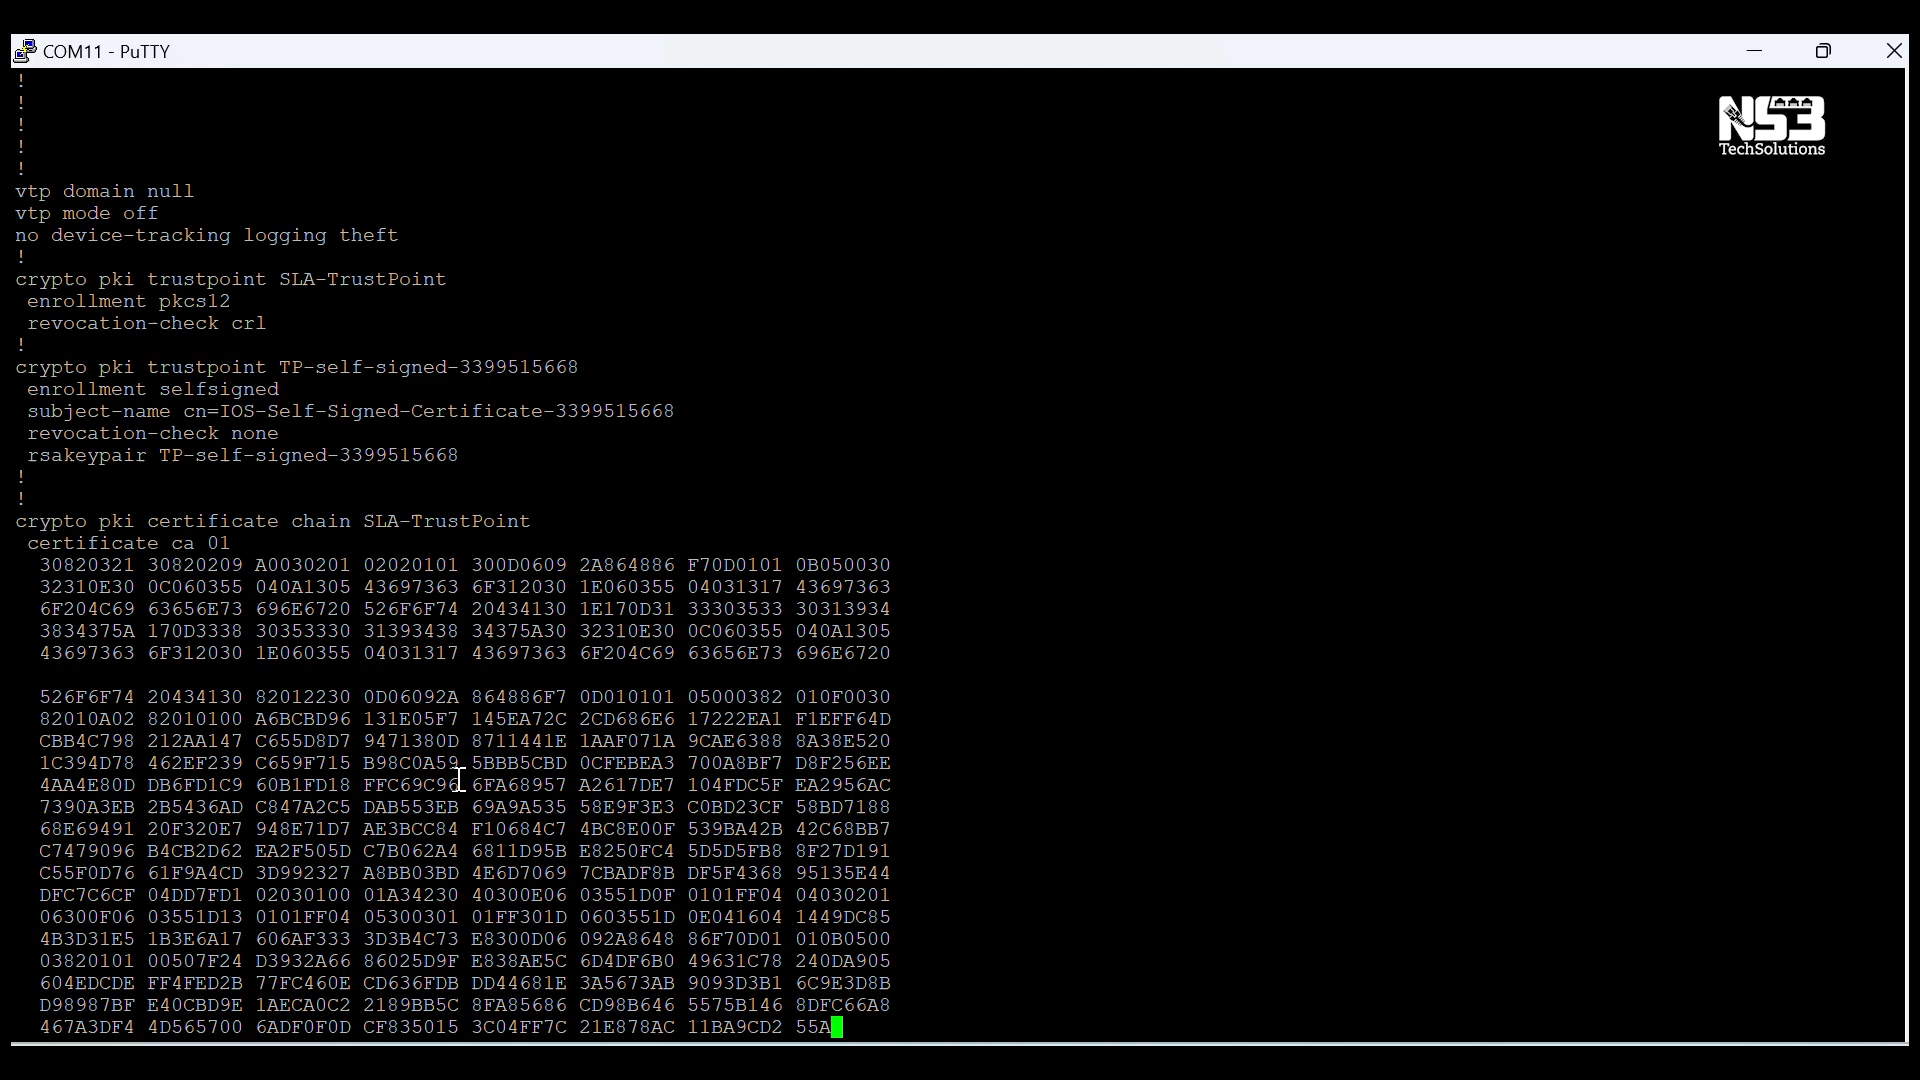 COM11 - PuTTY
!
!
!
!
!
NS3
TechSolutions
vtp domain null
vtp mode off
no device-tracking logging theft
!
crypto pki trustpoint SLA-TrustPoint
 enrollment pkcs12
 revocation-check crl
!
crypto pki trustpoint TP-self-signed-3399515668
 enrollment selfsigned
 subject-name cn=IOS-Self-Signed-Certificate-3399515668
 revocation-check none
 rsakeypair TP-self-signed-3399515668
!
!
crypto pki certificate chain SLA-TrustPoint
 certificate ca 01
  30820321 30820209 A0030201 02020101 300D0609 2A864886 F70D0101 0B050030
  32310E30 0C060355 040A1305 43697363 6F312030 1E060355 04031317 43697363
  6F204C69 63656E73 696E6720 526F6F74 20434130 1E170D31 33303533 30313934
  3834375A 170D3338 30353330 31393438 34375A30 32310E30 0C060355 040A1305
  43697363 6F312030 1E060355 04031317 43697363 6F204C69 63656E73 696E6720
  526F6F74 20434130 82012230 0D06092A 864886F7 0D010101 05000382 010F0030
  82010A02 82010100 A6BCBD96 131E05F7 145EA72C 2CD686E6 17222EA1 F1EFF64D
  CBB4C798 212AA147 C655D8D7 9471380D 8711441E 1AAF071A 9CAE6388 8A38E520
  1C394D78 462EF239 C659F715 B98C0A59 5BBB5CBD 0CFEBEA3 700A8BF7 D8F256EE
  4AA4E80D DB6FD1C9 60B1FD18 FFC69C96 6FA68957 A2617DE7 104FDC5F EA2956AC
  7390A3EB 2B5436AD C847A2C5 DAB553EB 69A9A535 58E9F3E3 C0BD23CF 58BD7188
  68E69491 20F320E7 948E71D7 AE3BCC84 F10684C7 4BC8E00F 539BA42B 42C68BB7
  C7479096 B4CB2D62 EA2F505D C7B062A4 6811D95B E8250FC4 5D5D5FB8 8F27D191
  C55F0D76 61F9A4CD 3D992327 A8BB03BD 4E6D7069 7CBADF8B DF5F4368 95135E44
  DFC7C6CF 04DD7FD1 02030100 01A34230 40300E06 03551D0F 0101FF04 04030201
  06300F06 03551D13 0101FF04 05300301 01FF301D 0603551D 0E041604 1449DC85
  4B3D31E5 1B3E6A17 606AF333 3D3B4C73 E8300D06 092A8648 86F70D01 010B0500
  03820101 00507F24 D3932A66 86025D9F E838AE5C 6D4DF6B0 49631C78 240DA905
  604EDCDE FF4FED2B 77FC460E CD636FDB DD44681E 3A5673AB 9093D3B1 6C9E3D8B
  D98987BF E40CBD9E 1AECA0C2 2189BB5C 8FA85686 CD98B646 5575B146 8DFC66A8
  467A3DF4 4D565700 6ADF0F0D CF835015 3C04FF7C 21E878AC 11BA9CD2 55A